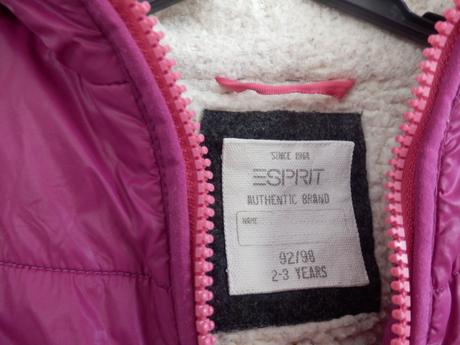 SINCE 1968
ESPRIT
AUTHENTIC BRAND
NAME
92/98
2-3 YEARS